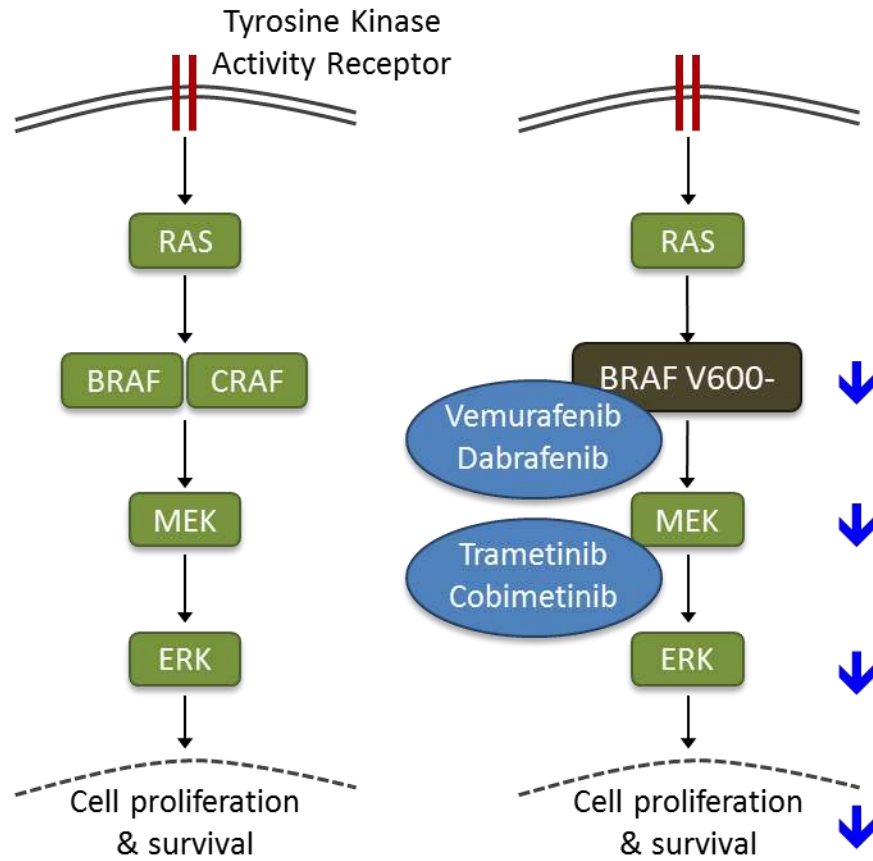 Tyrosine Kinase
Activity Receptor
RAS
BRAF
CRAF
MEK
ERK
Cell proliferation
& survival
RAS
BRAF V600-
Vemurafenib
Dabrafenib
MEK
Trametinib
Cobimetinib
ERK
Cell proliferation
& survival